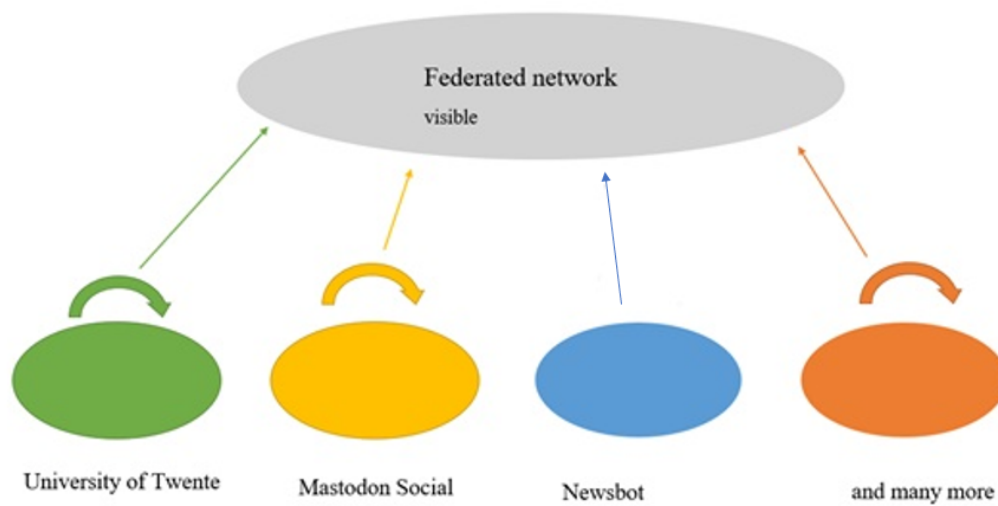 Federated network
visible
University of Twente
Mastodon Social
Newsbot
and many more